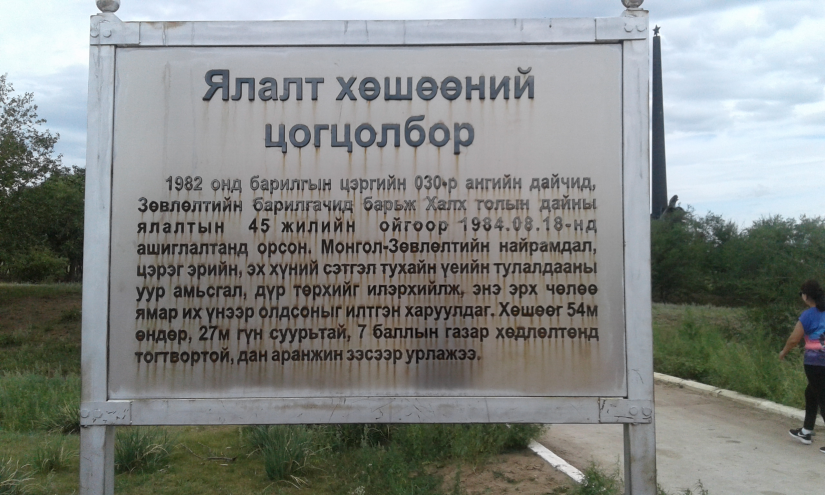 Ялалт хөшөөний
цогцолбор
1982 онд барилгын цэргийн 030-р ангийн дайчид,
Зөвлөлтийн барилгачид барьж Халх голын дайны
ялалтын 45 жилийн ойгоор 1984.08.18-нд
ашиглалтанд орсон. Монгол-Зөвлөлтийн найрамдал,
цэрэг эрийн, эх хүний сэтгэл тухайн үеийн тулалдааны
уур амьсгал, дүр төрхийг илэрхийлж, энэ эрх чөлөө
ямар их үнээр олдсоныг илтгэн харуулдаг. Хөшөөг 54м
өндөр, 27м гүн суурьтай, 7 баллын газар хөдлөлтөнд
тогтвортой, дан аранжин зэсээр урлажээ.